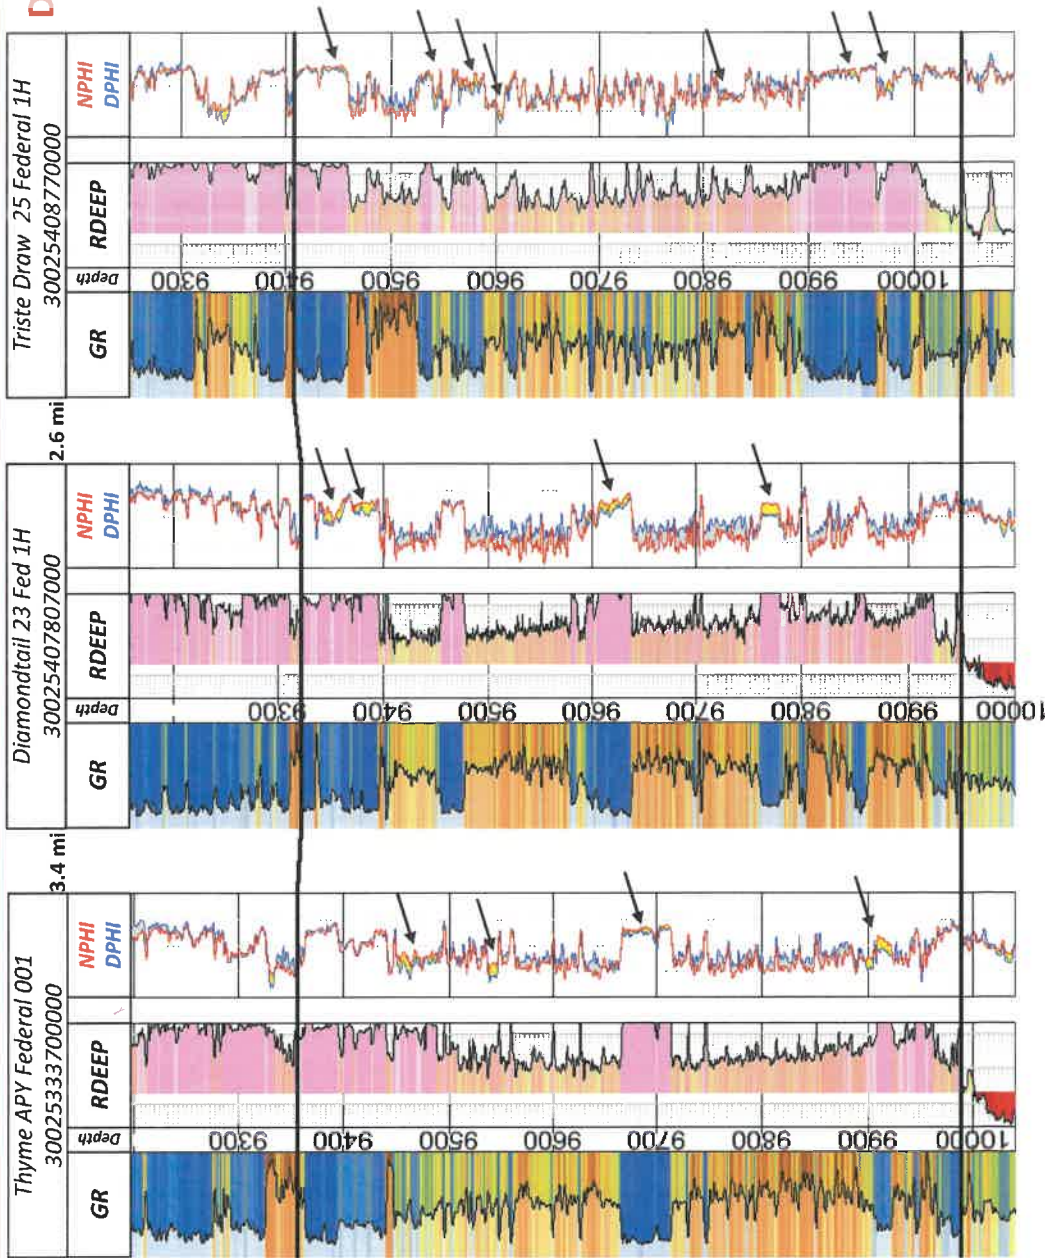 Thyme APY Federal 001
30025333700000
GR
Depth
RDEEP
NPHI
DPHI
9300
9400
9500
9600
9700
9800
9900
10000
3.4 mi
Diamondtail 23 Fed 1H
30025407807000
GR
Depth
RDEEP
NPHI
DPHI
9300
9400
9500
9600
9700
9800
9900
10000
2.6 mi
Triste Draw 25 Federal 1H
30025408770000
GR
Depth
RDEEP
NPHI
DPHI
9300
9400
9500
9600
9700
9800
9900
10000
D